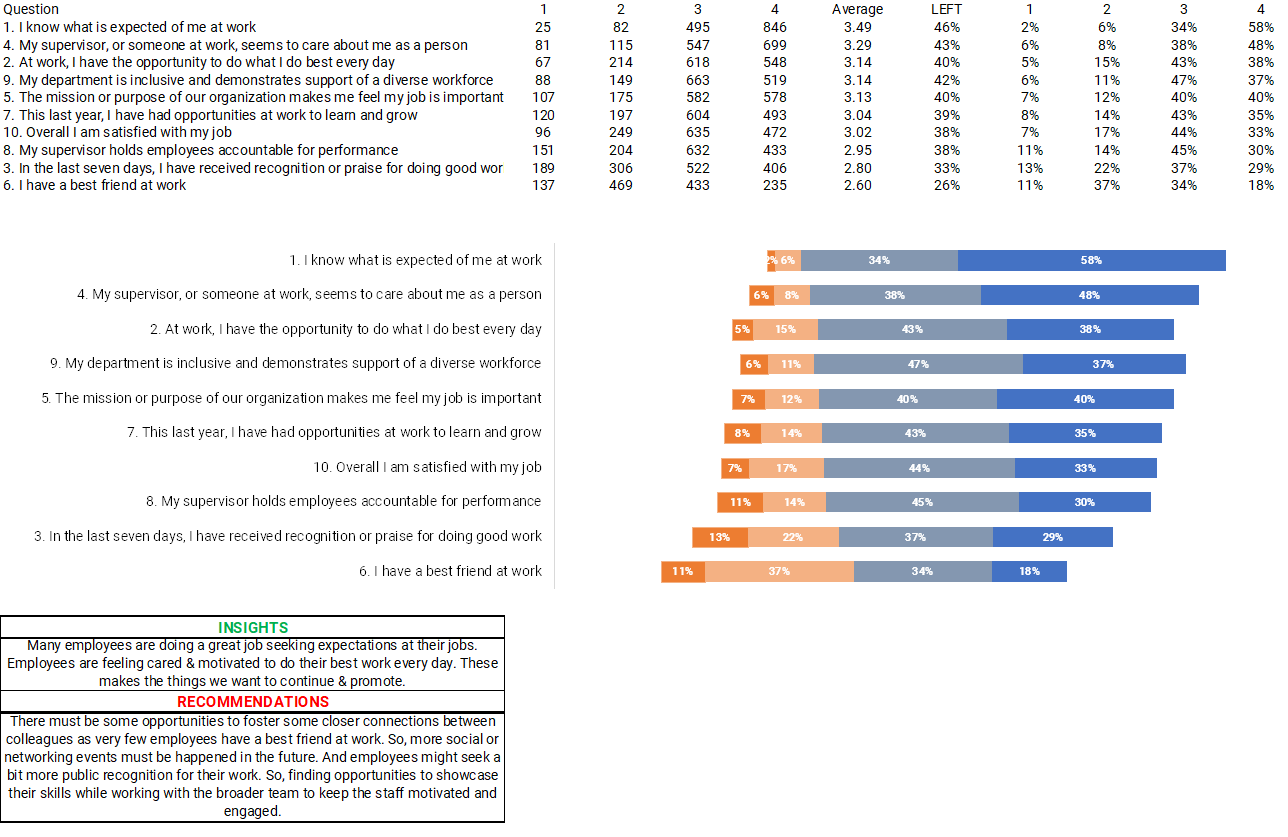 Question 1 2 3 4 Average LEFT 1 2 3 4
1. I know what is expected of me at work 25 82 495 846 3.49 46% 2% 6% 34% 58%
4. My supervisor, or someone at work, seems to care about me as a person 81 115 547 699 3.29 43% 6% 8% 38% 48%
2. At work, I have the opportunity to do what I do best every day 67 214 618 548 3.14 40% 5% 15% 43% 38%
9. My department is inclusive and demonstrates support of a diverse workforce 88 149 663 519 3.14 42% 6% 11% 47% 37%
5. The mission or purpose of our organization makes me feel my job is important 107 175 582 578 3.13 40% 7% 12% 40% 40%
7. This last year, I have had opportunities at work to learn and grow 120 197 604 493 3.04 39% 8% 14% 43% 35%
10. Overall I am satisfied with my job 96 249 635 472 3.02 38% 7% 17% 44% 33%
8. My supervisor holds employees accountable for performance 151 204 632 433 2.95 38% 11% 14% 45% 30%
3. In the last seven days, I have received recognition or praise for doing good wor 189 306 522 406 2.80 33% 13% 22% 37% 29%
6. I have a best friend at work 137 469 433 235 2.60 26% 11% 37% 34% 18%
1. I know what is expected of me at work 2% 6% 34% 58%
4. My supervisor, or someone at work, seems to care about me as a person 6% 8% 38% 48%
2. At work, I have the opportunity to do what I do best every day 5% 15% 43% 38%
9. My department is inclusive and demonstrates support of a diverse workforce 6% 11% 47% 37%
5. The mission or purpose of our organization makes me feel my job is important 7% 12% 40% 40%
7. This last year, I have had opportunities at work to learn and grow 8% 14% 43% 35%
10. Overall I am satisfied with my job 7% 17% 44% 33%
8. My supervisor holds employees accountable for performance 11% 14% 45% 30%
3. In the last seven days, I have received recognition or praise for doing good work 13% 22% 37% 29%
6. I have a best friend at work 11% 37% 34% 18%
INSIGHTS
Many employees are doing a great job seeking expectations at their jobs.
Employees are feeling cared & motivated to do their best work every day. These
makes the things we want to continue & promote.
RECOMMENDATIONS
There must be some opportunities to foster some closer connections between
colleagues as very few employees have a best friend at work. So, more social or
networking events must be happened in the future. And employees might seek a
bit more public recognition for their work. So, finding opportunities to showcase
their skills while working with the broader team to keep the staff motivated and
engaged.